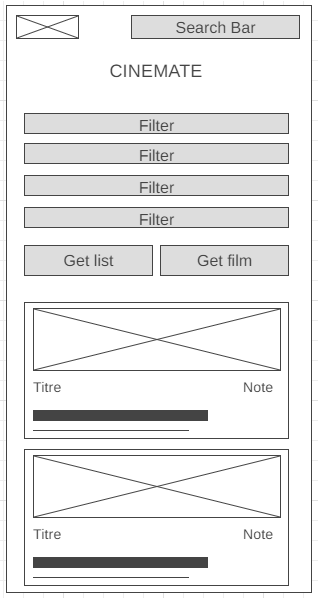 Search Bar
CINEMATE
Filter
Filter
Filter
Filter
Get list Get film
Titre Note
Titre Note